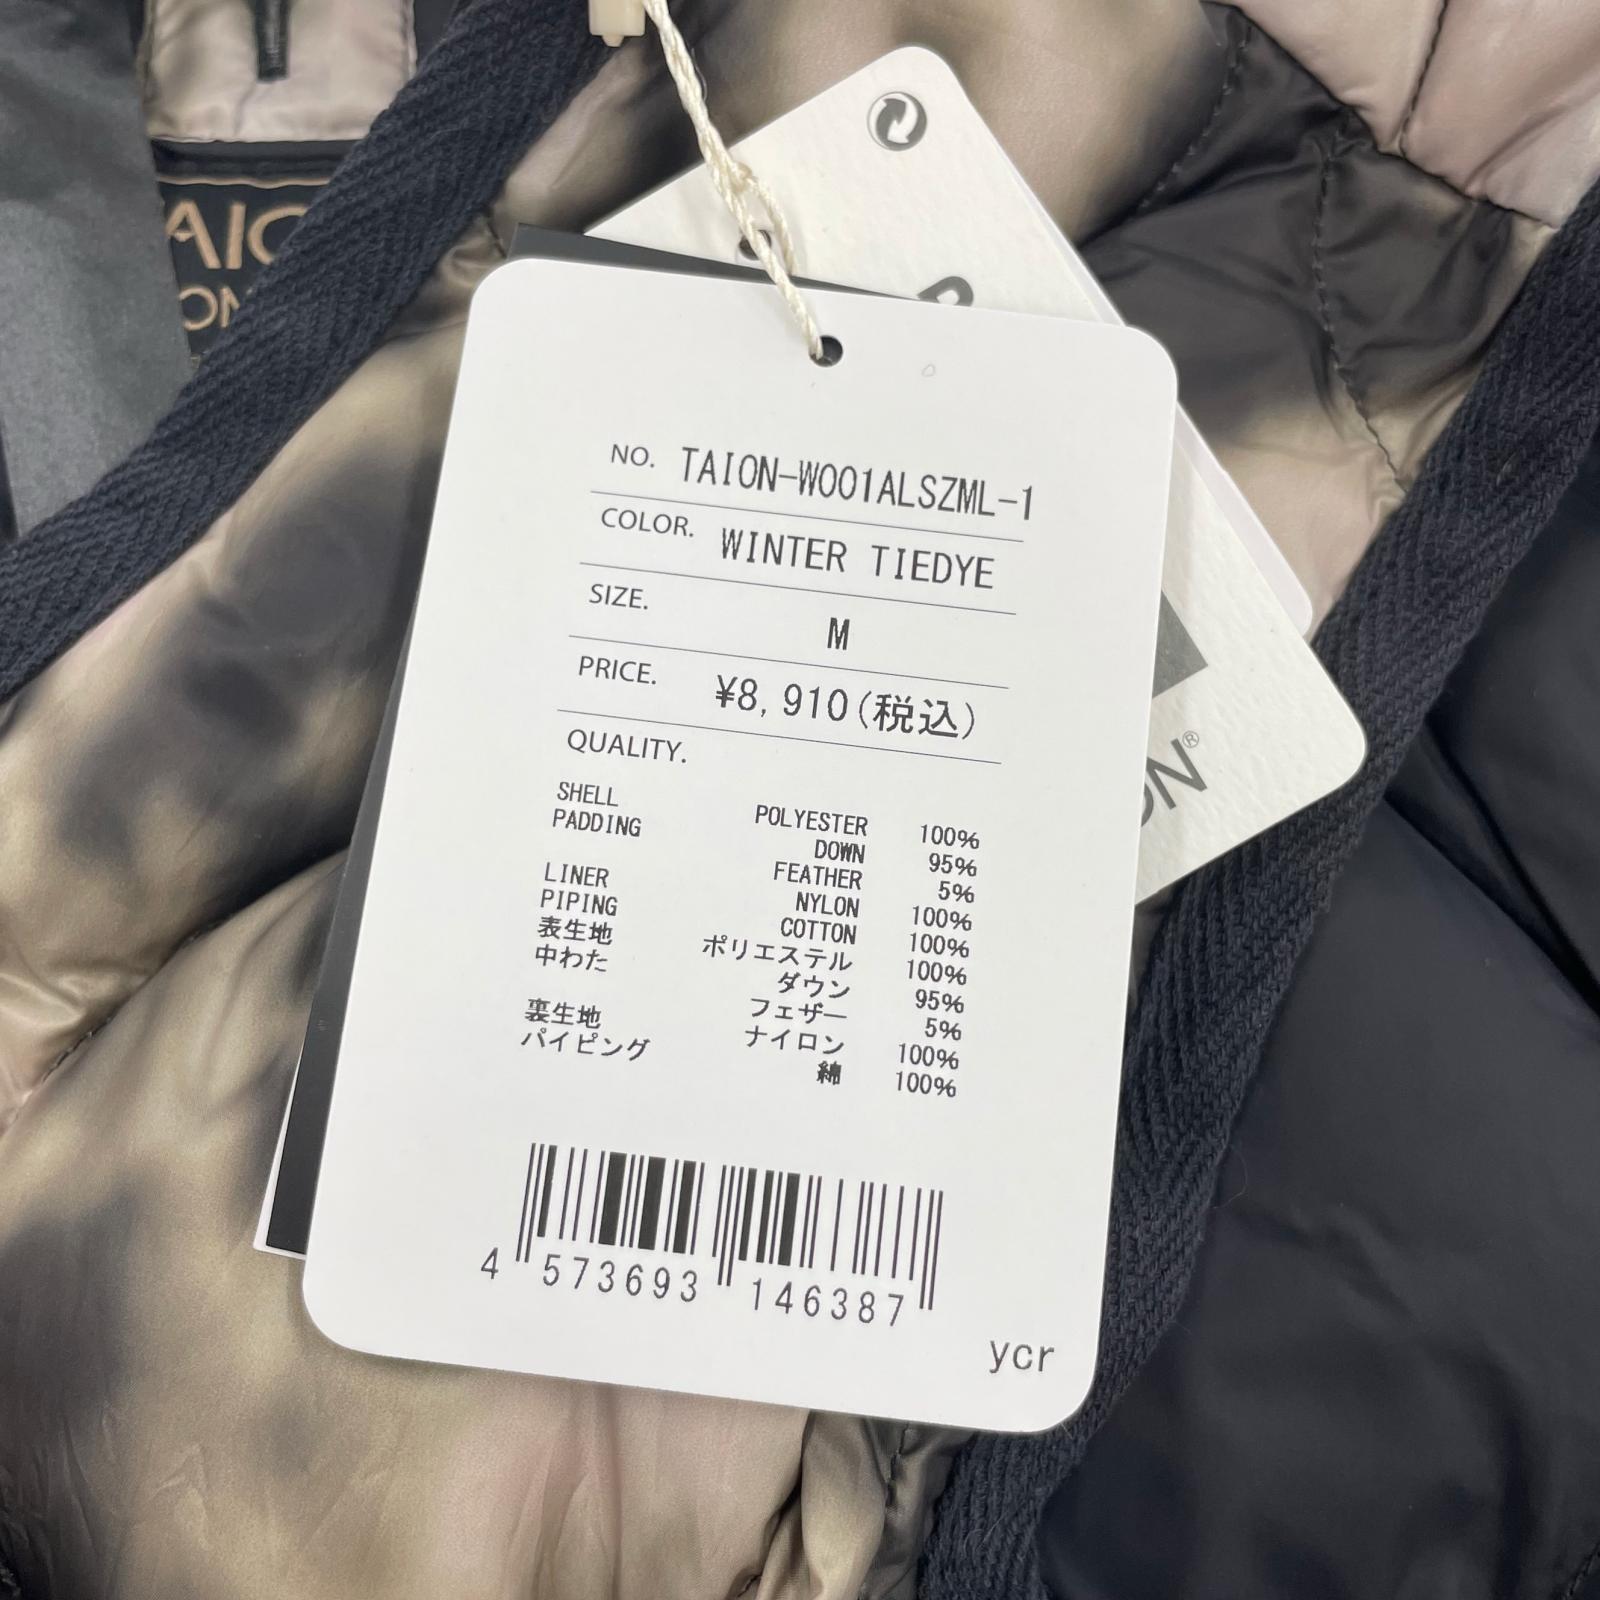 NO. TAION-W001ALSZML-1
COLOR. WINTER TIEDYE
SIZE. M
PRICE. ¥8,910(税込)
QUALITY.
SHELL POLYESTER 100%
PADDING DOWN 95%
FEATHER 5%
LINER NYLON 100%
PIPING COTTON 100%
表生地 ポリエステル 100%
中わた ダウン 95%
フェザー 5%
裏生地 ナイロン 100%
パイピング 綿 100%
4 573693 146387
ycr